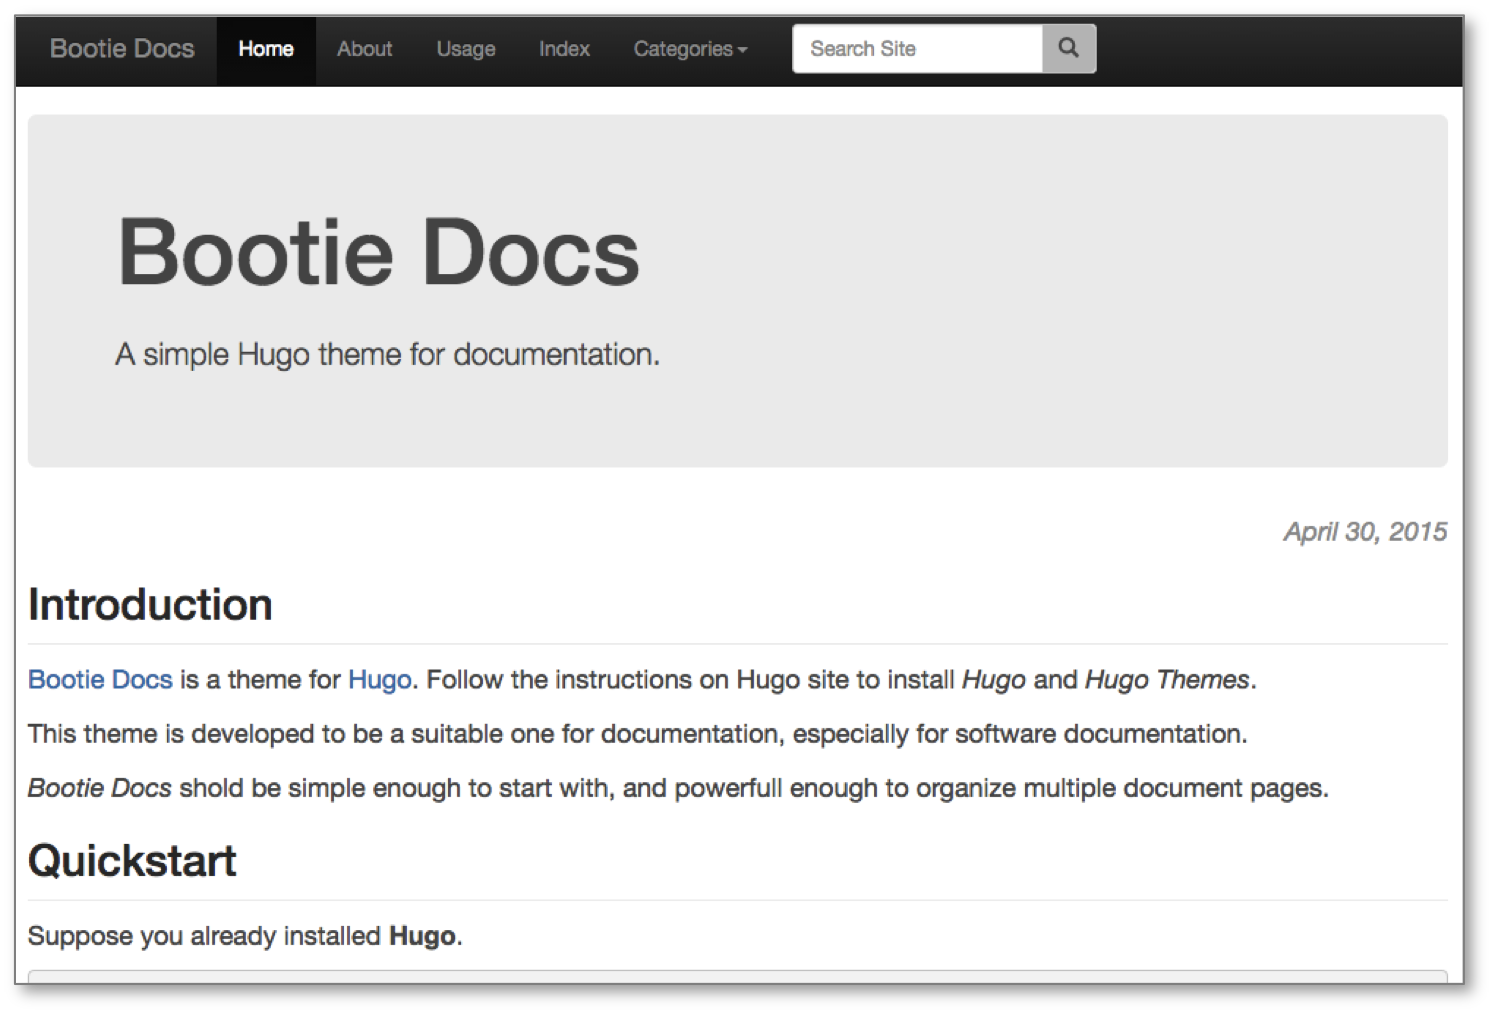 Bootie Docs Home About Usage Index Categories Search Site
Bootie Docs
A simple Hugo theme for documentation.
April 30, 2015
Introduction
Bootie Docs is a theme for Hugo. Follow the instructions on Hugo site to install Hugo and Hugo Themes.
This theme is developed to be a suitable one for documentation, especially for software documentation.
Bootie Docs shold be simple enough to start with, and powerfull enough to organize multiple document pages.
Quickstart
Suppose you already installed Hugo.